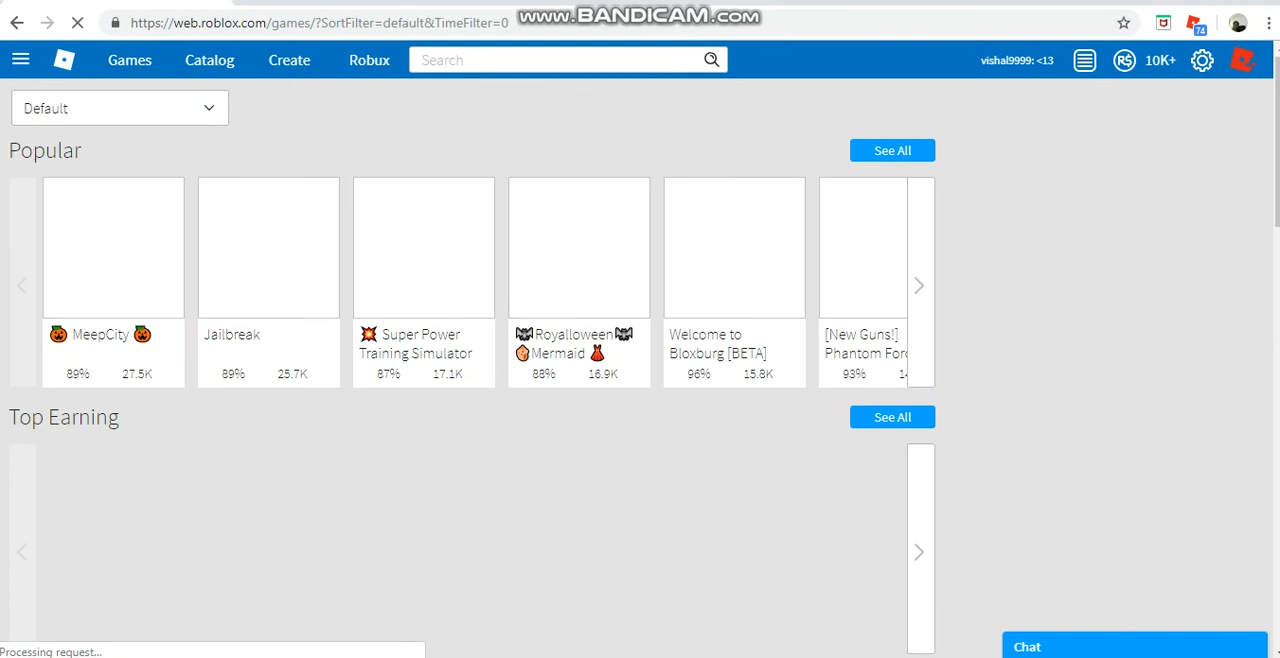 www.BANDICAM.com
https://web.roblox.com/games/?SortFilter=default&TimeFilter=0
74
Games Catalog Create Robux Search vishal9999: <13 R$ 10K+
Default
Popular See All
🎃 MeepCity 🎃
89% 27.5K
Jailbreak
89% 25.7K
💥 Super Power
Training Simulator
87% 17.1K
🦇Royalloween🦇
🐚Mermaid 👗
88% 16.9K
Welcome to
Bloxburg [BETA]
96% 15.8K
[New Guns!]
Phantom Forc
93% 14
Top Earning See All
Processing request...
Chat